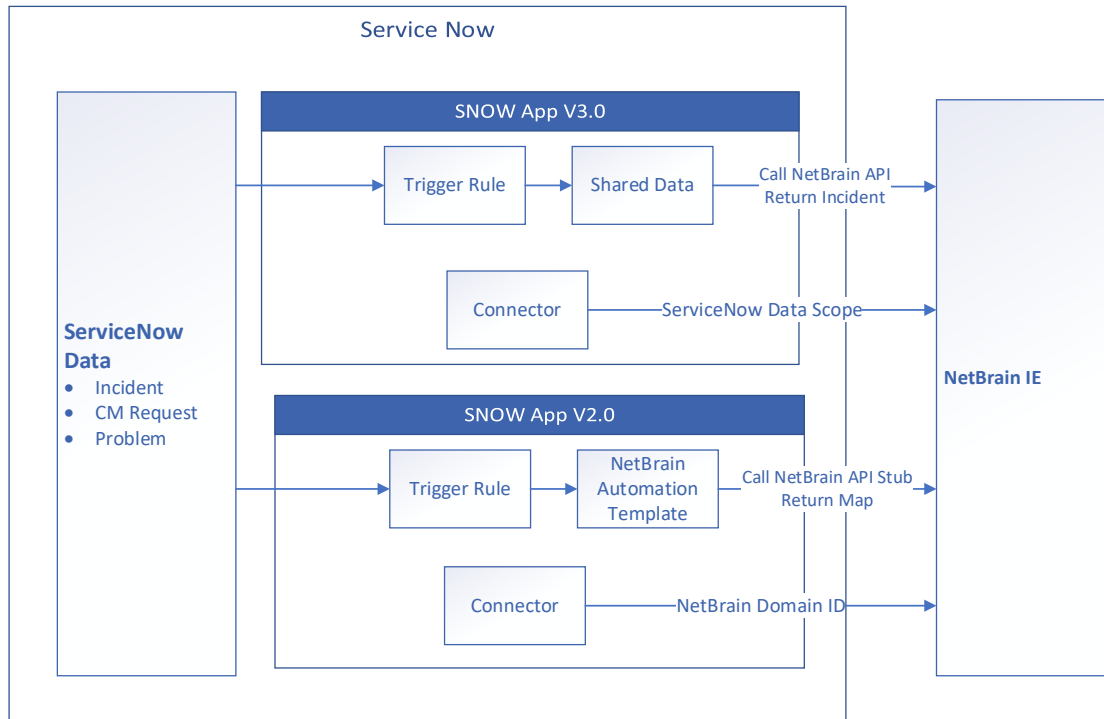 Service Now
SNOW App V3.0
Trigger Rule
Shared Data
Call NetBrain API
Return Incident
Connector
ServiceNow Data Scope
ServiceNow
Data
• Incident
• CM Request
• Problem
NetBrain IE
SNOW App V2.0
Trigger Rule
NetBrain
Automation
Template
Call NetBrain API Stub
Return Map
Connector
NetBrain Domain ID